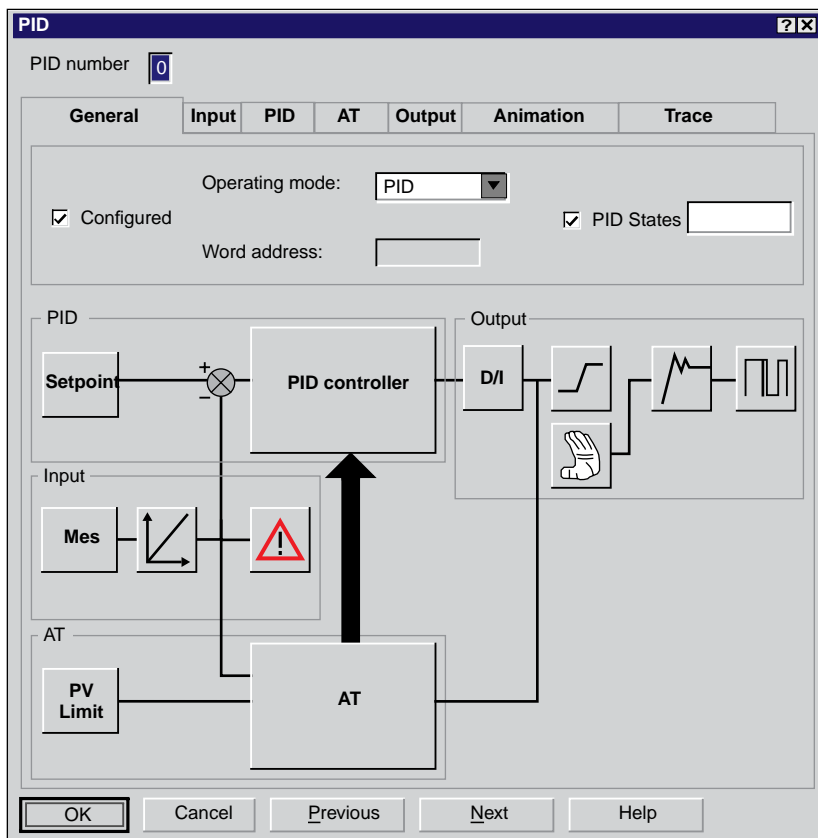 PID
? X
PID number 0
General Input PID AT Output Animation Trace
Operating mode: PID
Configured
PID States
Word address:
PID
Output
Setpoint
+
−
PID controller
D/I
Input
Mes
!
AT
PV
Limit
AT
OK Cancel Previous Next Help